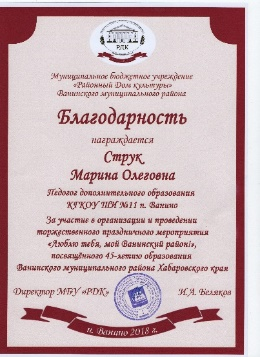 РДК
Муниципальное бюджетное учреждение
«Районный Дом культуры»
Ванинского муниципального района
Благодарность
награждается
Струк
Марина Олеговна
Педагог дополнительного образования
КГКОУ ШИ №11 п. Ванино
За участие в организации и проведении
торжественного праздничного мероприятия
«Люблю тебя, мой Ванинский район!»,
посвящённого 45-летию образования
Ванинского муниципального района Хабаровского края
Директор МБУ «РДК» И.А. Беляков
п. Ванино 2018 г.